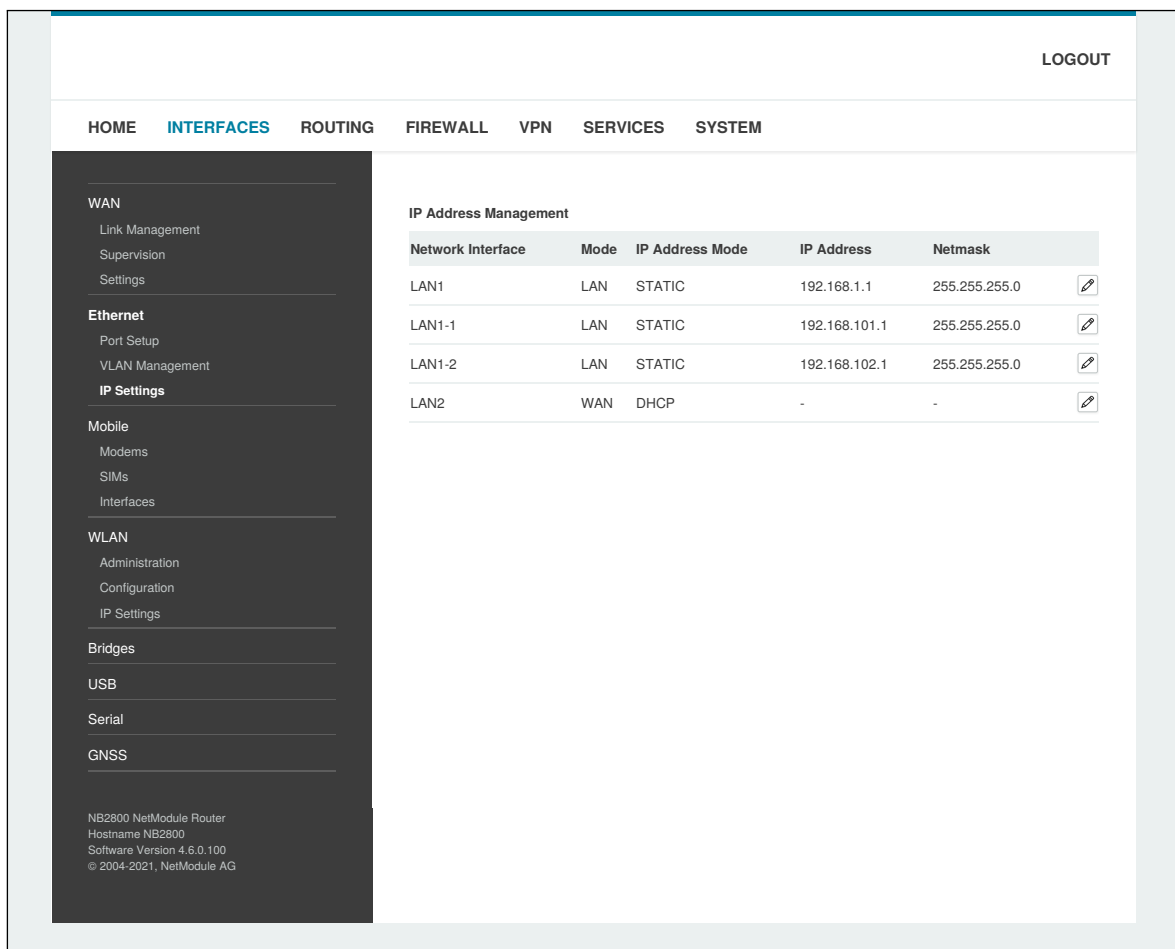 LOGOUT
HOME INTERFACES ROUTING FIREWALL VPN SERVICES SYSTEM
WAN
Link Management
Supervision
Settings
Ethernet
Port Setup
VLAN Management
IP Settings
Mobile
Modems
SIMs
Interfaces
WLAN
Administration
Configuration
IP Settings
Bridges
USB
Serial
GNSS
NB2800 NetModule Router
Hostname NB2800
Software Version 4.6.0.100
© 2004-2021, NetModule AG
IP Address Management
Network Interface Mode IP Address Mode IP Address Netmask
LAN1 LAN STATIC 192.168.1.1 255.255.255.0
LAN1-1 LAN STATIC 192.168.101.1 255.255.255.0
LAN1-2 LAN STATIC 192.168.102.1 255.255.255.0
LAN2 WAN DHCP - -